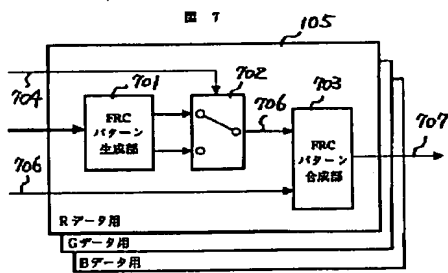 図 7
105
704
701
FRC
パターン
生成部
702
706
703
FRC
パターン
合成部
707
706
Rデータ用
Gデータ用
Bデータ用